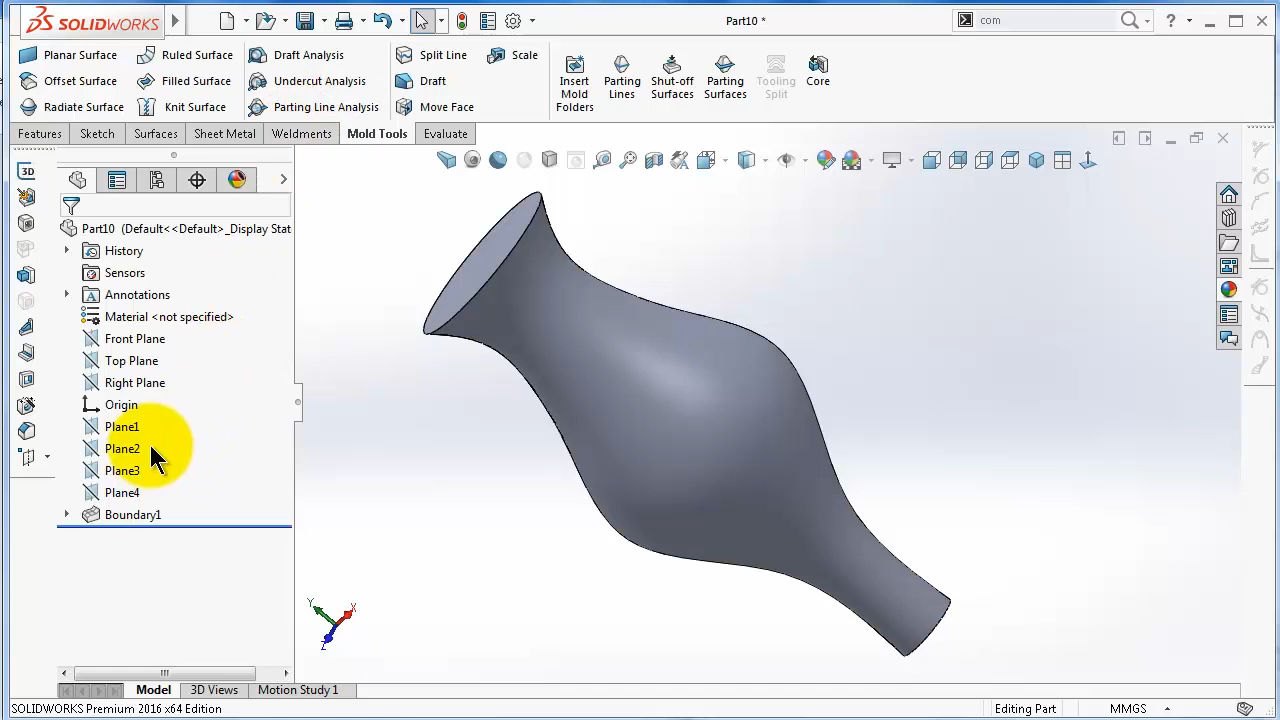 SOLIDWORKS
Part10 *
com
?
Planar Surface
Ruled Surface
Draft Analysis
Split Line
Scale
Offset Surface
Filled Surface
Undercut Analysis
Draft
Radiate Surface
Knit Surface
Parting Line Analysis
Move Face
Insert
Mold
Folders
Parting
Lines
Shut-off
Surfaces
Parting
Surfaces
Tooling
Split
Core
Features
Sketch
Surfaces
Sheet Metal
Weldments
Mold Tools
Evaluate
3D
Part10 (Default<<Default>_Display Stat
History
Sensors
A
Annotations
Material <not specified>
Front Plane
Top Plane
Right Plane
Origin
Plane1
Plane2
Plane3
Plane4
Boundary1
Y
X
Z
Model
3D Views
Motion Study 1
SOLIDWORKS Premium 2016 x64 Edition
Editing Part
MMGS